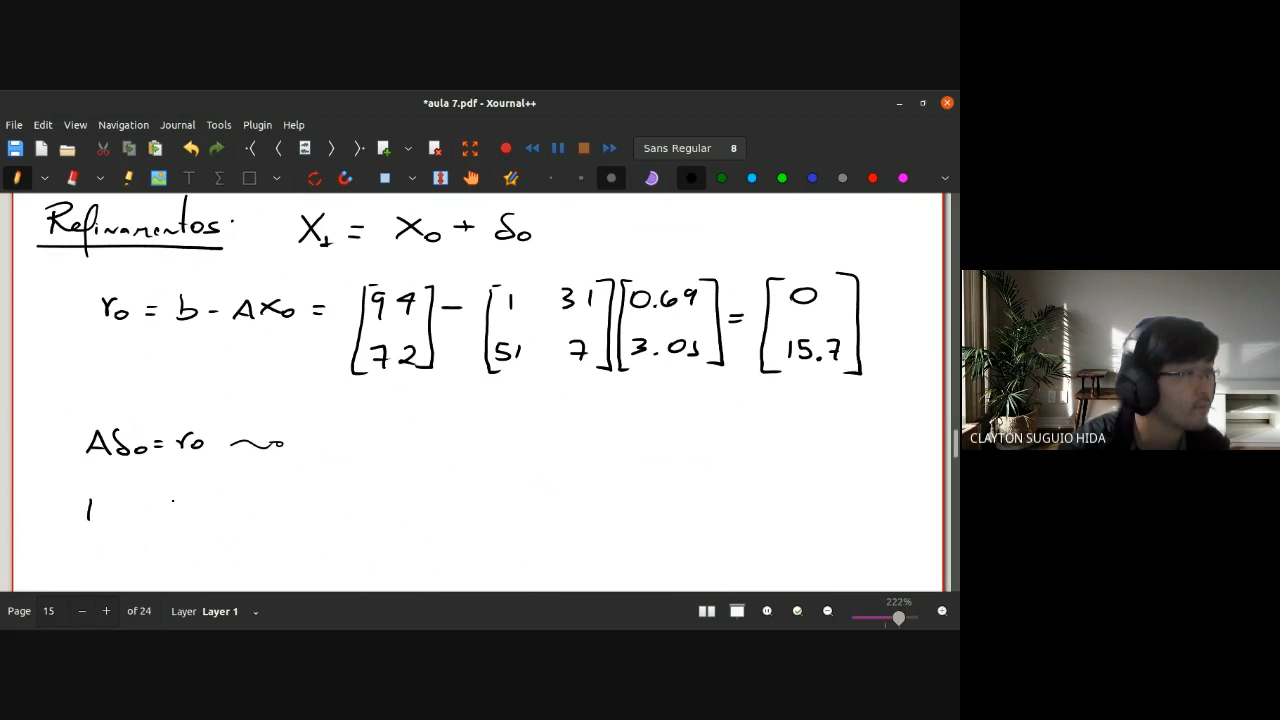 *aula 7.pdf - Xournal++
File Edit View Navigation Journal Tools Plugin Help
Sans Regular 8
Refinamentos: X₁ = X₀ + δ₀
r₀ = b - AX₀ = [94 72] - [1 31 51 7] [0.69 3.01] = [0 15.7]
Aδ₀ = r₀ ⤳
1
CLAYTON SUGUIO HIDA
Page 15 of 24 Layer Layer 1 222%